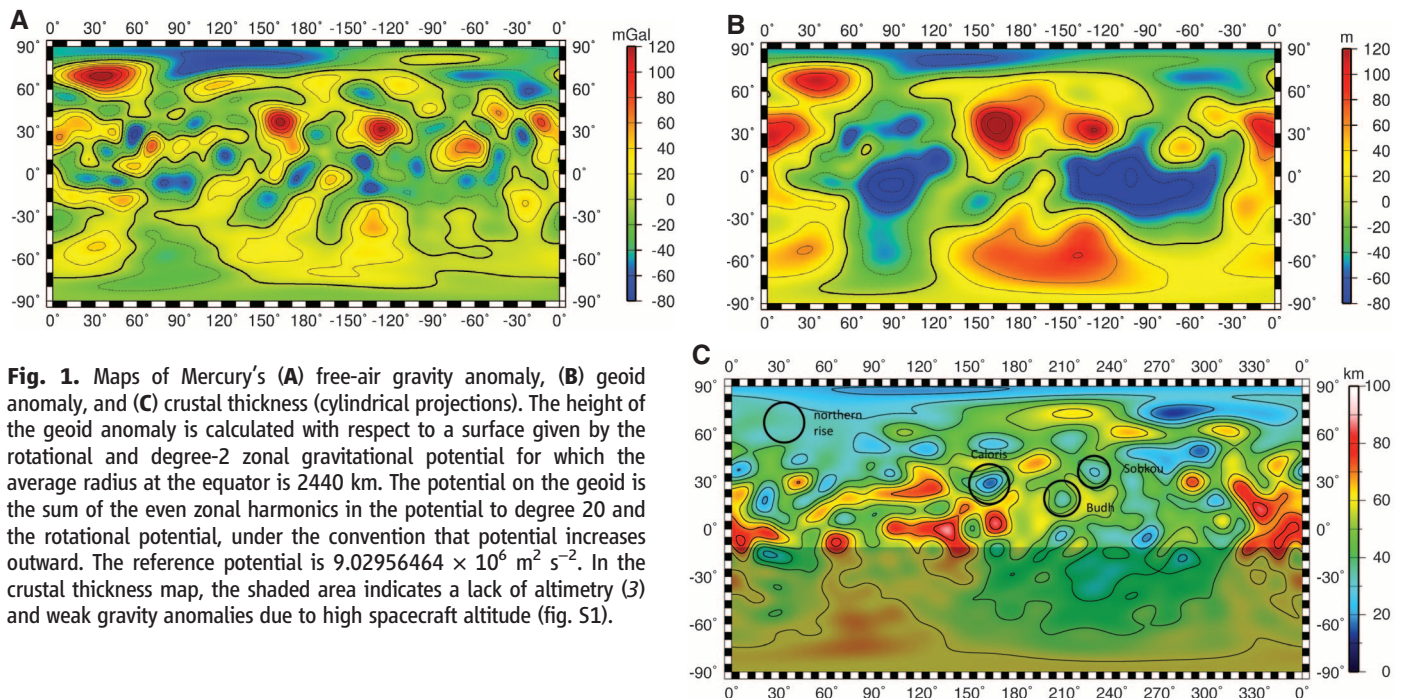 A
0° 30° 60° 90° 120° 150° 180° -150° -120° -90° -60° -30° 0°
mGal
90° 90° 120
100
60° 60° 80
30° 30° 60
40
0° 0° 20
0
-30° -30° -20
-40
-60° -60° -60
-90° -90° -80
0° 30° 60° 90° 120° 150° 180° -150° -120° -90° -60° -30° 0°
B
0° 30° 60° 90° 120° 150° 180° -150° -120° -90° -60° -30° 0°
m
90° 90° 120
100
60° 60° 80
30° 30° 60
40
0° 0° 20
0
-30° -30° -20
-40
-60° -60° -60
-90° -90° -80
0° 30° 60° 90° 120° 150° 180° -150° -120° -90° -60° -30° 0°
Fig. 1. Maps of Mercury's (A) free-air gravity anomaly, (B) geoid
anomaly, and (C) crustal thickness (cylindrical projections). The height of
the geoid anomaly is calculated with respect to a surface given by the
rotational and degree-2 zonal gravitational potential for which the
average radius at the equator is 2440 km. The potential on the geoid is
the sum of the even zonal harmonics in the potential to degree 20 and
the rotational potential, under the convention that potential increases
outward. The reference potential is 9.02956464 × 10⁶ m² s⁻². In the
crustal thickness map, the shaded area indicates a lack of altimetry (3)
and weak gravity anomalies due to high spacecraft altitude (fig. S1).
C
0° 30° 60° 90° 120° 150° 180° 210° 240° 270° 300° 330° 0°
km
90° 90° 100
northern
rise
60° 60° 80
Caloris
Sobkou
30° 30°
Budh
60
0° 0°
40
-30° -30°
20
-60° -60°
-90° -90° 0
0° 30 60 90 120 150 180 210 240 270 300 330 0°